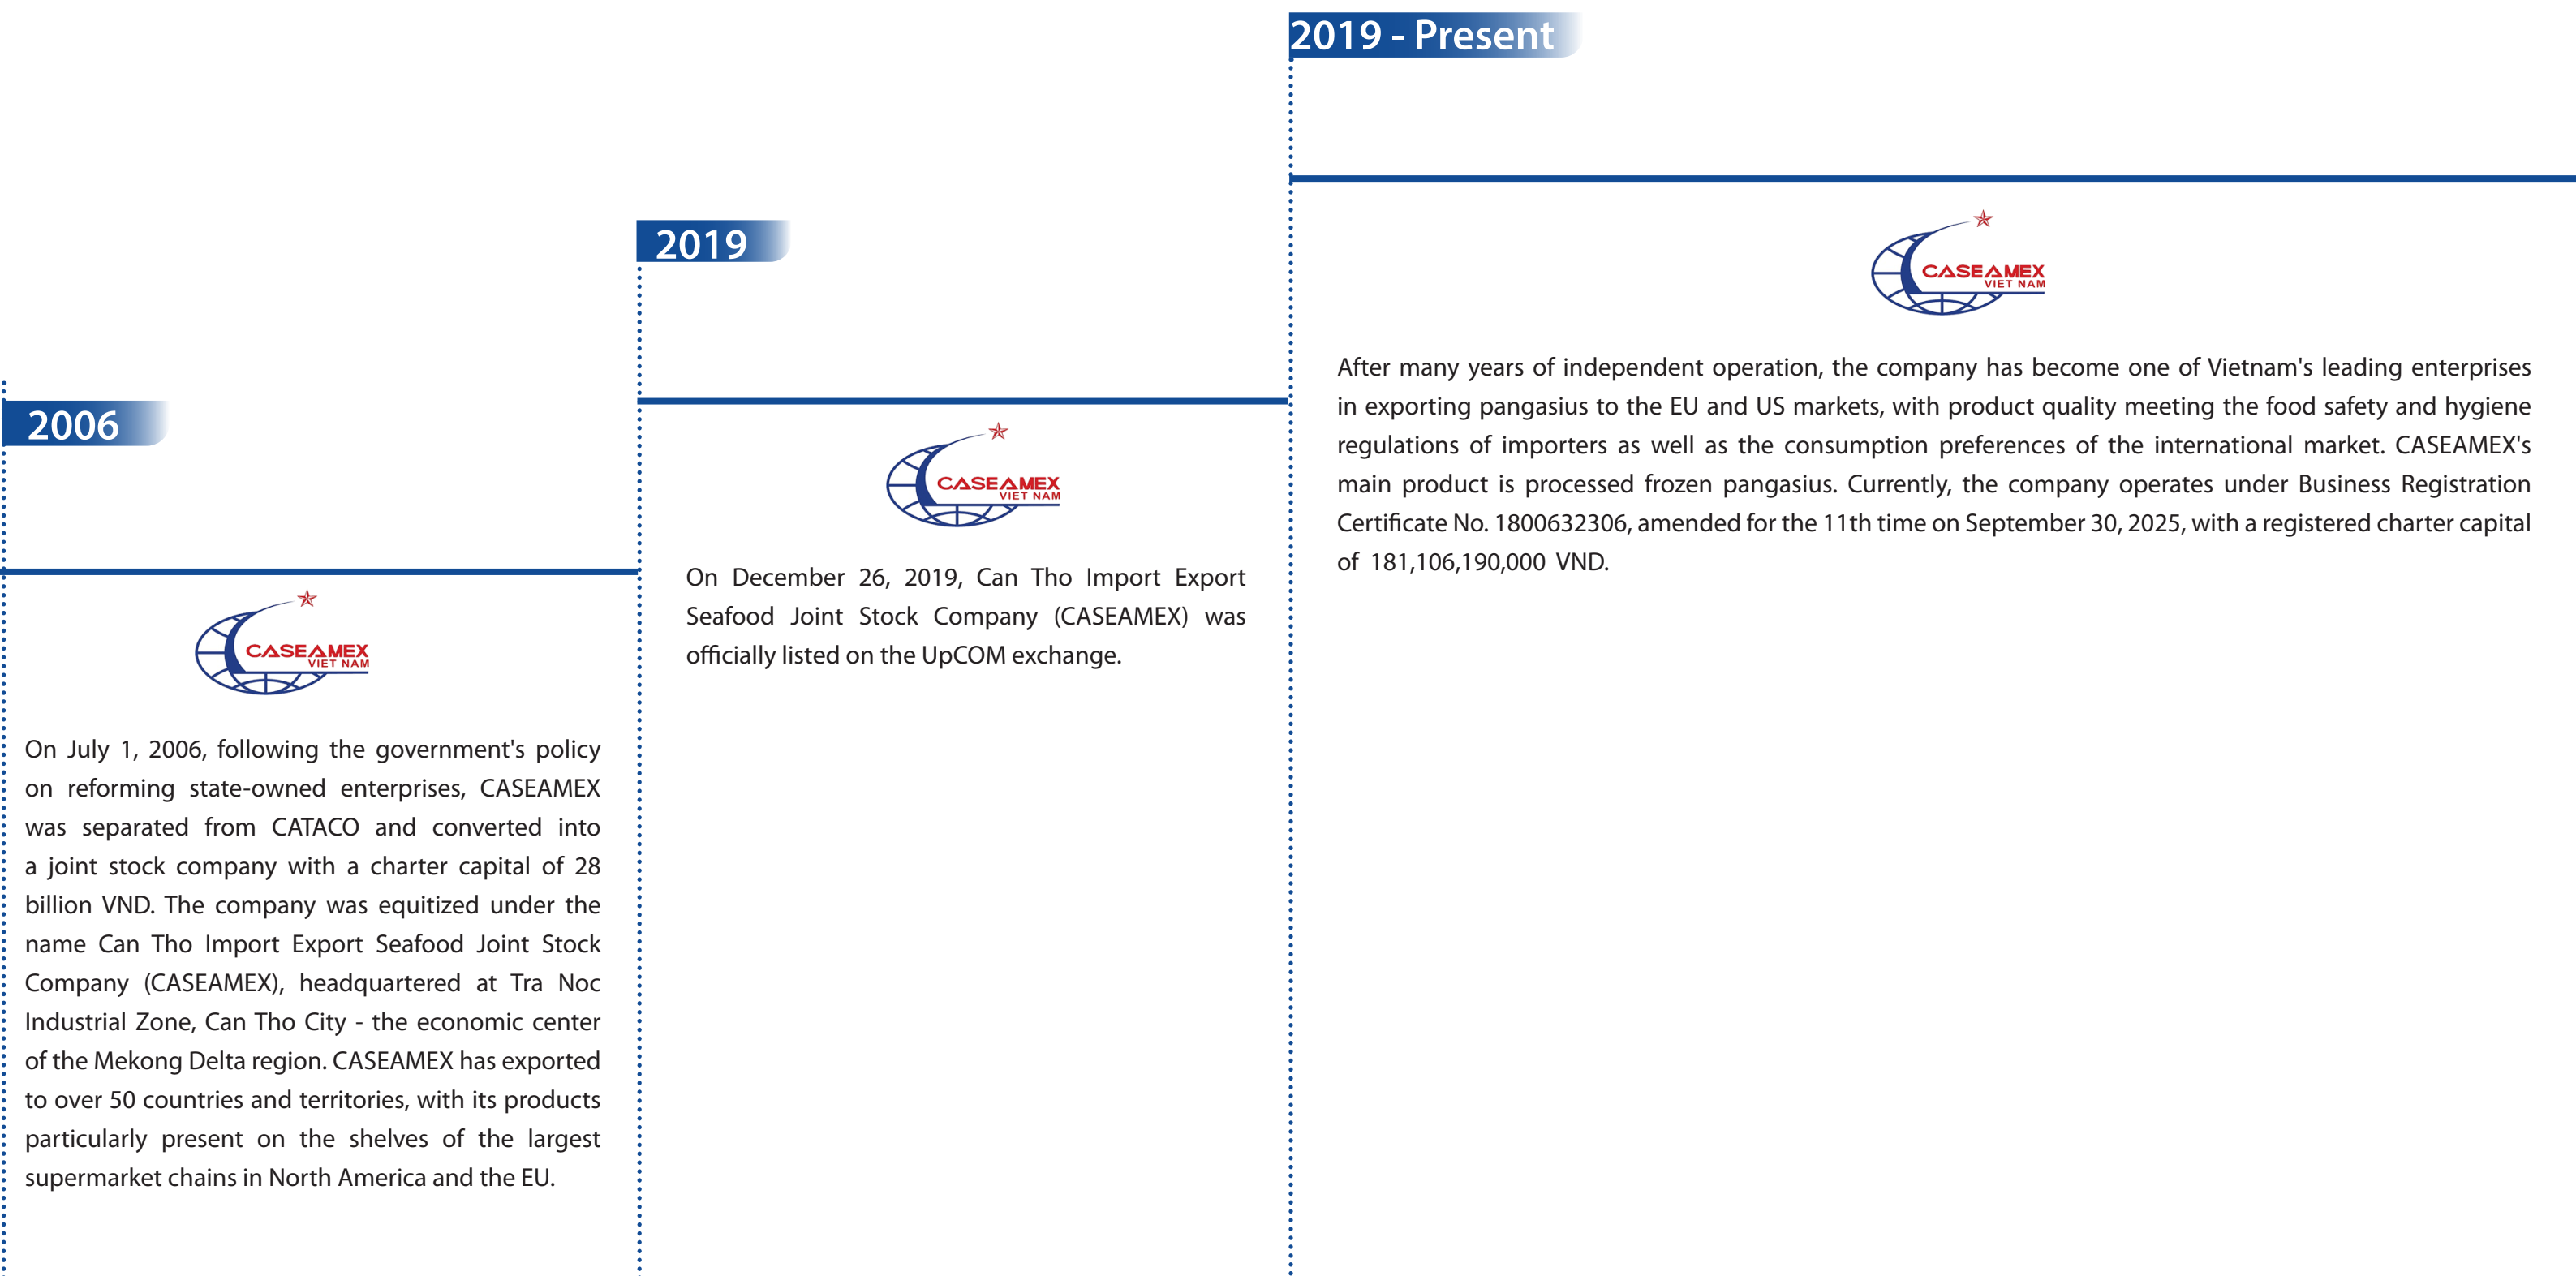 2006
CASEAMEX
VIET NAM
On July 1, 2006, following the government's policy
on reforming state-owned enterprises, CASEAMEX
was separated from CATACO and converted into
a joint stock company with a charter capital of 28
billion VND. The company was equitized under the
name Can Tho Import Export Seafood Joint Stock
Company (CASEAMEX), headquartered at Tra Noc
Industrial Zone, Can Tho City - the economic center
of the Mekong Delta region. CASEAMEX has exported
to over 50 countries and territories, with its products
particularly present on the shelves of the largest
supermarket chains in North America and the EU.
2019
CASEAMEX
VIET NAM
On December 26, 2019, Can Tho Import Export
Seafood Joint Stock Company (CASEAMEX) was
officially listed on the UpCOM exchange.
2019 - Present
CASEAMEX
VIET NAM
After many years of independent operation, the company has become one of Vietnam's leading enterprises
in exporting pangasius to the EU and US markets, with product quality meeting the food safety and hygiene
regulations of importers as well as the consumption preferences of the international market. CASEAMEX's
main product is processed frozen pangasius. Currently, the company operates under Business Registration
Certificate No. 1800632306, amended for the 11th time on September 30, 2025, with a registered charter capital
of 181,106,190,000 VND.